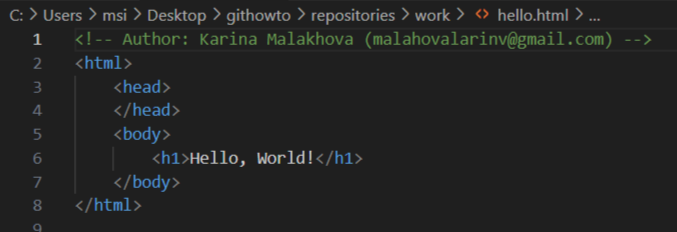 C: > Users > msi > Desktop > githowto > repositories > work > <> hello.html > ...
1 <!-- Author: Karina Malakhova (malahovalarinv@gmail.com) -->
2 <html>
3     <head>
4     </head>
5     <body>
6         <h1>Hello, World!</h1>
7     </body>
8 </html>
9